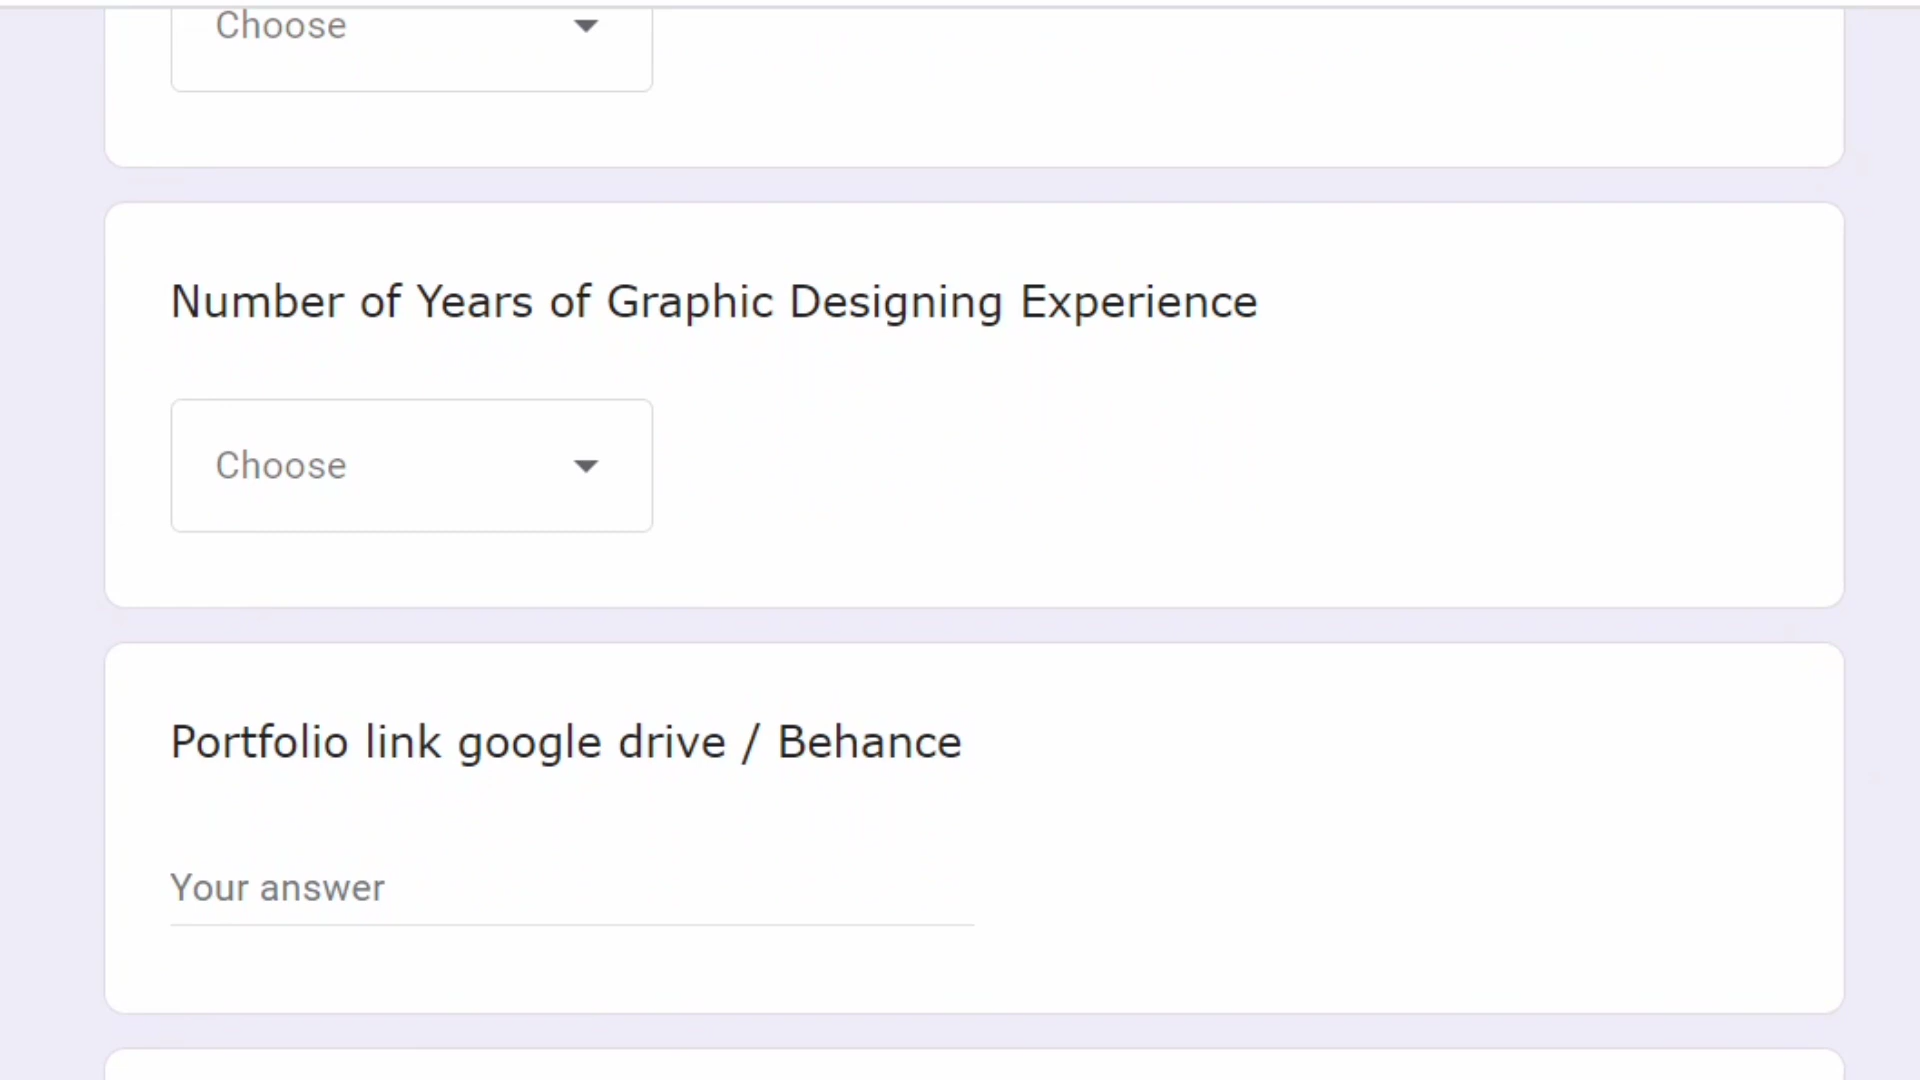 Choose
Number of Years of Graphic Designing Experience
Choose
Portfolio link google drive / Behance
Your answer